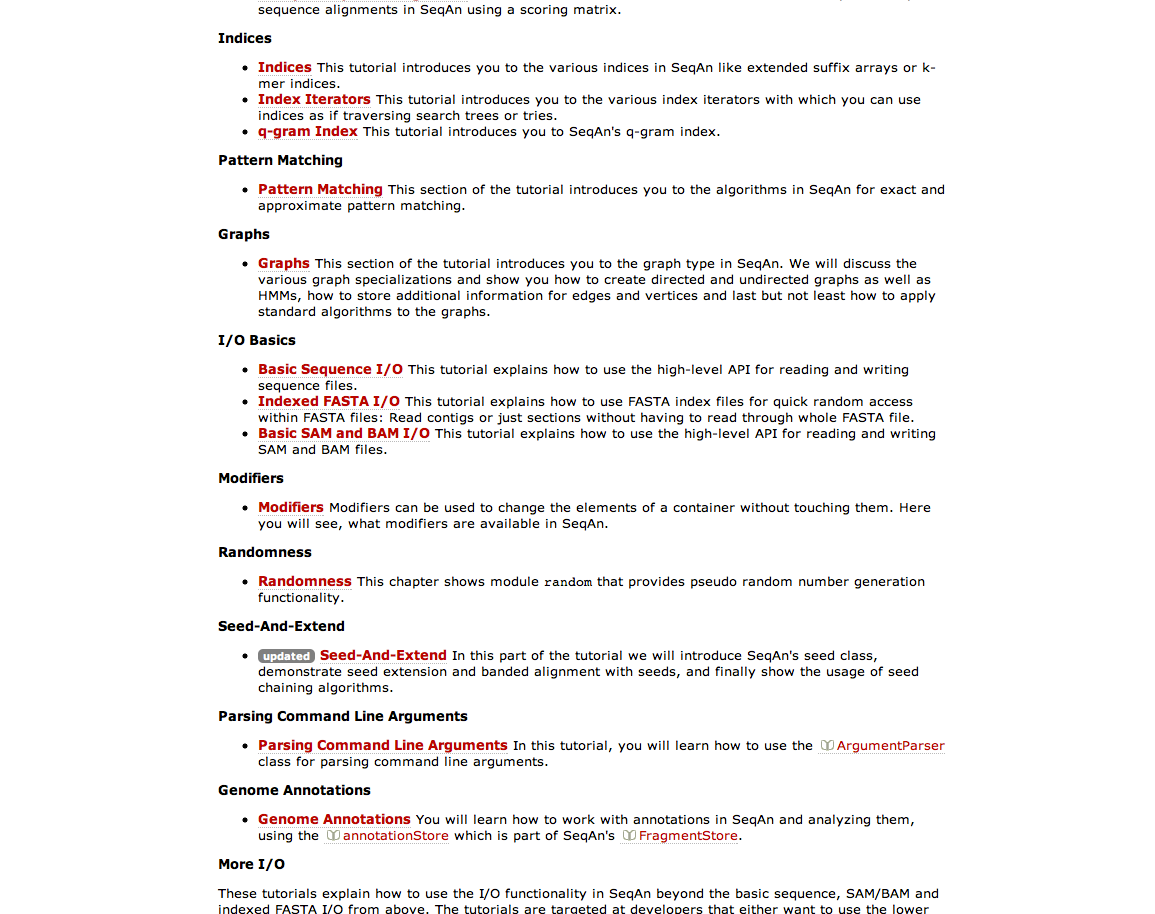 sequence alignments in SeqAn using a scoring matrix.
Indices
Indices This tutorial introduces you to the various indices in SeqAn like extended suffix arrays or k-
mer indices.
Index Iterators This tutorial introduces you to the various index iterators with which you can use
indices as if traversing search trees or tries.
q-gram Index This tutorial introduces you to SeqAn's q-gram index.
Pattern Matching
Pattern Matching This section of the tutorial introduces you to the algorithms in SeqAn for exact and
approximate pattern matching.
Graphs
Graphs This section of the tutorial introduces you to the graph type in SeqAn. We will discuss the
various graph specializations and show you how to create directed and undirected graphs as well as
HMMs, how to store additional information for edges and vertices and last but not least how to apply
standard algorithms to the graphs.
I/O Basics
Basic Sequence I/O This tutorial explains how to use the high-level API for reading and writing
sequence files.
Indexed FASTA I/O This tutorial explains how to use FASTA index files for quick random access
within FASTA files: Read contigs or just sections without having to read through whole FASTA file.
Basic SAM and BAM I/O This tutorial explains how to use the high-level API for reading and writing
SAM and BAM files.
Modifiers
Modifiers Modifiers can be used to change the elements of a container without touching them. Here
you will see, what modifiers are available in SeqAn.
Randomness
Randomness This chapter shows module random that provides pseudo random number generation
functionality.
Seed-And-Extend
updated Seed-And-Extend In this part of the tutorial we will introduce SeqAn's seed class,
demonstrate seed extension and banded alignment with seeds, and finally show the usage of seed
chaining algorithms.
Parsing Command Line Arguments
Parsing Command Line Arguments In this tutorial, you will learn how to use the ArgumentParser
class for parsing command line arguments.
Genome Annotations
Genome Annotations You will learn how to work with annotations in SeqAn and analyzing them,
using the annotationStore which is part of SeqAn's FragmentStore.
More I/O
These tutorials explain how to use the I/O functionality in SeqAn beyond the basic sequence, SAM/BAM and
indexed FASTA I/O from above. The tutorials are targeted at developers that either want to use the lower